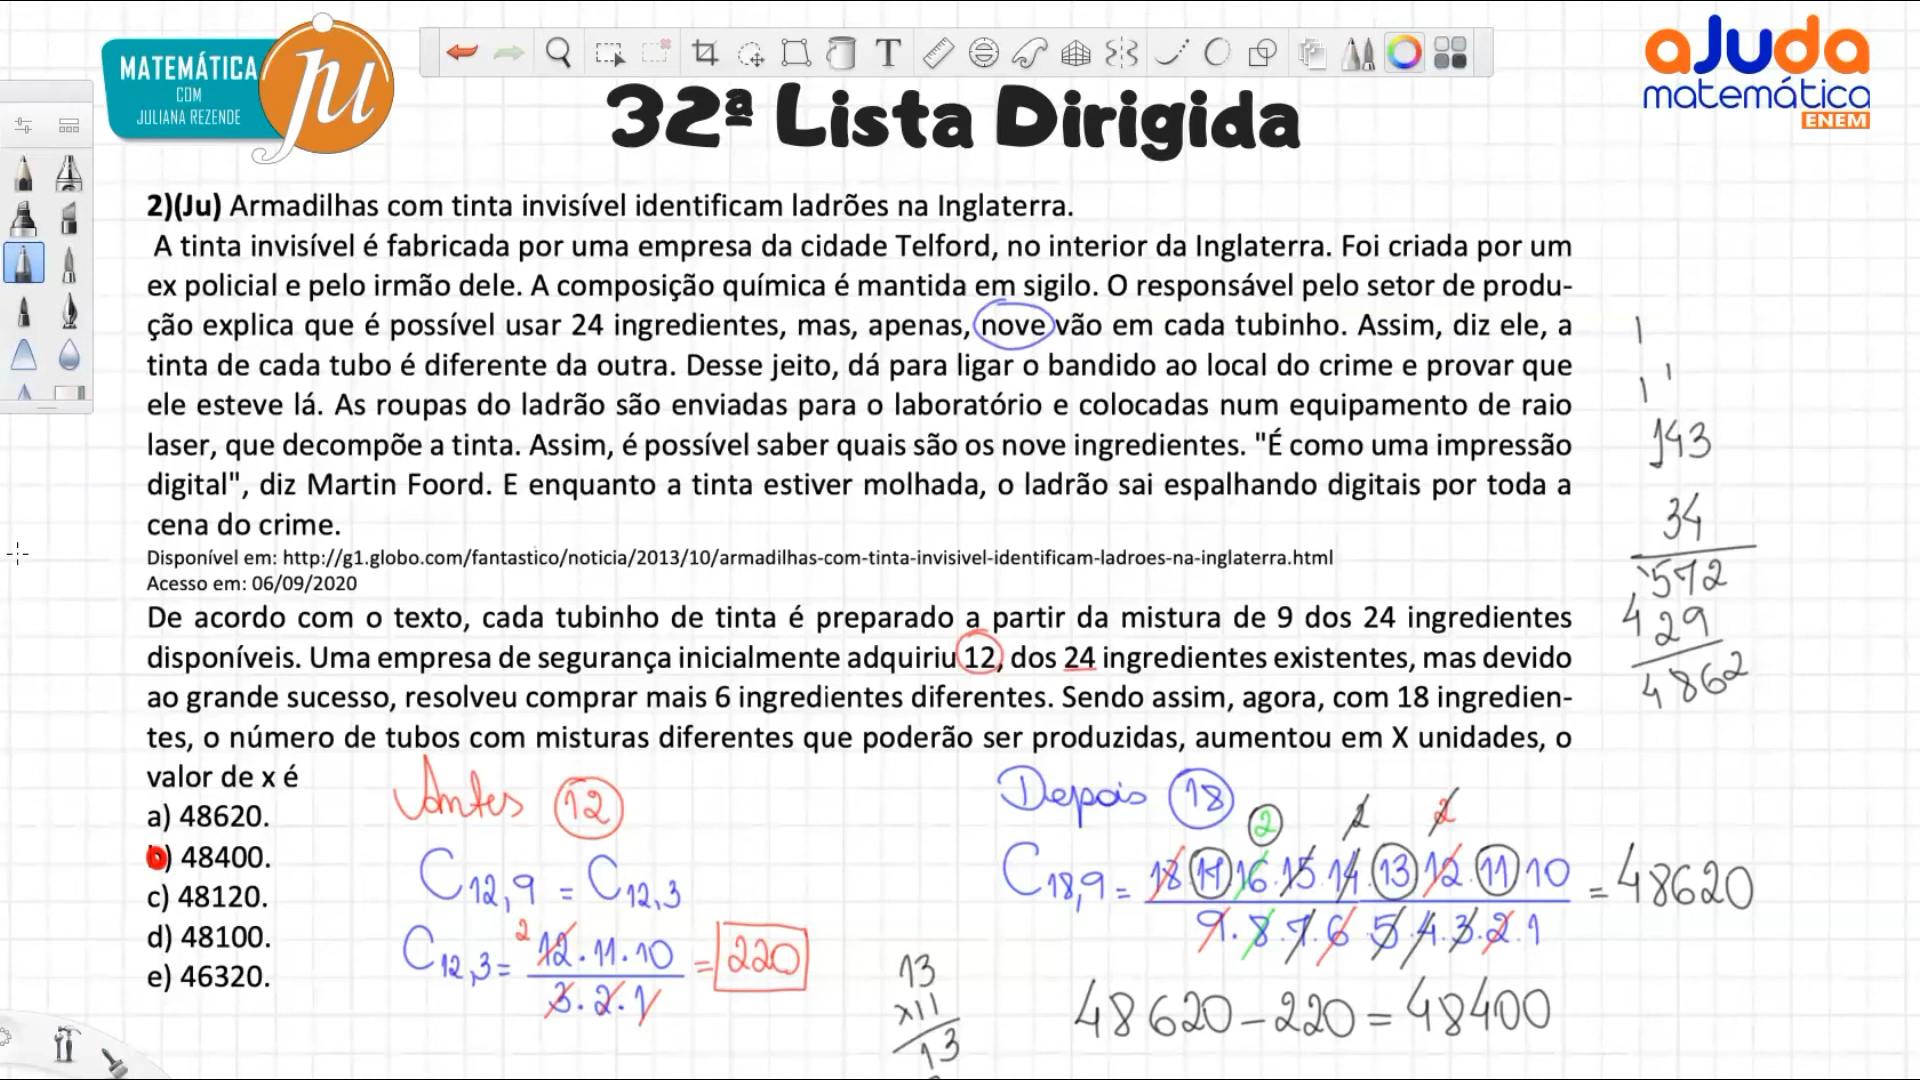 MATEMÁTICA
COM
JULIANA REZENDE
ju
aJuda
matemática
ENEM
32ª Lista Dirigida
2)(Ju) Armadilhas com tinta invisível identificam ladrões na Inglaterra.
A tinta invisível é fabricada por uma empresa da cidade Telford, no interior da Inglaterra. Foi criada por um
ex policial e pelo irmão dele. A composição química é mantida em sigilo. O responsável pelo setor de produ-
ção explica que é possível usar 24 ingredientes, mas, apenas, nove vão em cada tubinho. Assim, diz ele, a
tinta de cada tubo é diferente da outra. Desse jeito, dá para ligar o bandido ao local do crime e provar que
ele esteve lá. As roupas do ladrão são enviadas para o laboratório e colocadas num equipamento de raio
laser, que decompõe a tinta. Assim, é possível saber quais são os nove ingredientes. "É como uma impressão
digital", diz Martin Foord. E enquanto a tinta estiver molhada, o ladrão sai espalhando digitais por toda a
cena do crime.
Disponível em: http://g1.globo.com/fantastico/noticia/2013/10/armadilhas-com-tinta-invisivel-identificam-ladroes-na-inglaterra.html
Acesso em: 06/09/2020
De acordo com o texto, cada tubinho de tinta é preparado a partir da mistura de 9 dos 24 ingredientes
disponíveis. Uma empresa de segurança inicialmente adquiriu 12, dos 24 ingredientes existentes, mas devido
ao grande sucesso, resolveu comprar mais 6 ingredientes diferentes. Sendo assim, agora, com 18 ingredien-
tes, o número de tubos com misturas diferentes que poderão ser produzidas, aumentou em X unidades, o
valor de x é
a) 48620.
b) 48400.
c) 48120.
d) 48100.
e) 46320.
Antes 12
C12,9 = C12,3
2
C12,3 = 12.11.10 = 220
3.2.1
13
x11
13
Depois 18
2 2 2
C18,9 = 18 17 16.15.14.13 12.11 10 = 48620
9.8.7.6 5.4.3.2.1
48620 - 220 = 48400
1
1 1
143
34
572
429
4862